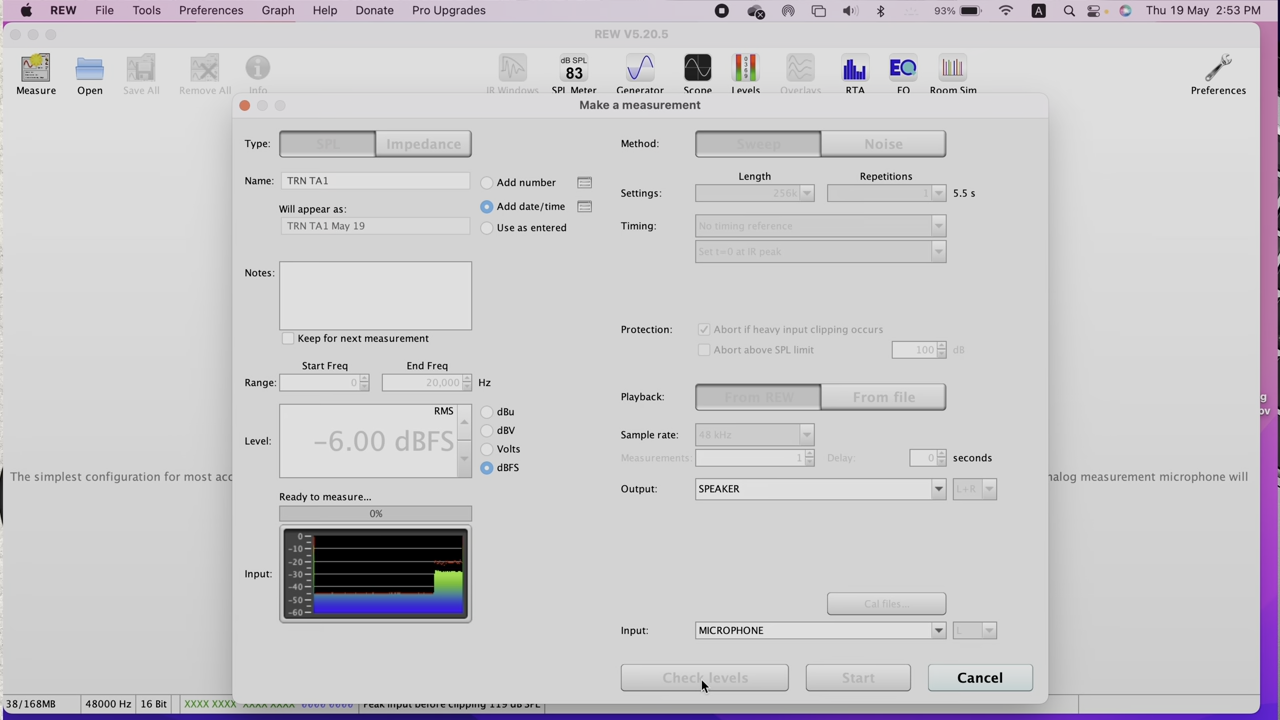 REW File Tools Preferences Graph Help Donate Pro Upgrades 93% A Thu 19 May 2:53 PM
REW V5.20.5
dB SPL
83
Measure Open Save All Remove All Info IR Windows SPL Meter Generator Scope Levels Overlays RTA EQ Room Sim Preferences
Make a measurement
Type: SPL Impedance
Method: Sweep Noise
Name: TRN TA1
Add number
Will appear as:
TRN TA1 May 19
Add date/time
Use as entered
Length Repetitions
Settings: 256k 1 5.5 s
Timing: No timing reference
Set t=0 at IR peak
Notes:
Keep for next measurement
Protection: Abort if heavy input clipping occurs
Abort above SPL limit 100 dB
Start Freq End Freq
Range: 0 20,000 Hz
Playback: From REW From file
RMS
Level: -6.00 dBFS
dBu
dBV
Volts
dBFS
Sample rate: 48 kHz
Measurements: 1 Delay: 0 seconds
Output: SPEAKER L+R
The simplest configuration for most acc
nalog measurement microphone will
Ready to measure...
0%
Input:
0
-10
-20
-30
-40
-50
-60
Cal files...
Input: MICROPHONE L
Check levels Start Cancel
38/168MB 48000 Hz 16 Bit XXXX XXXX XXXX XXXX 0000 0000 Peak input before clipping 119 dB SPL